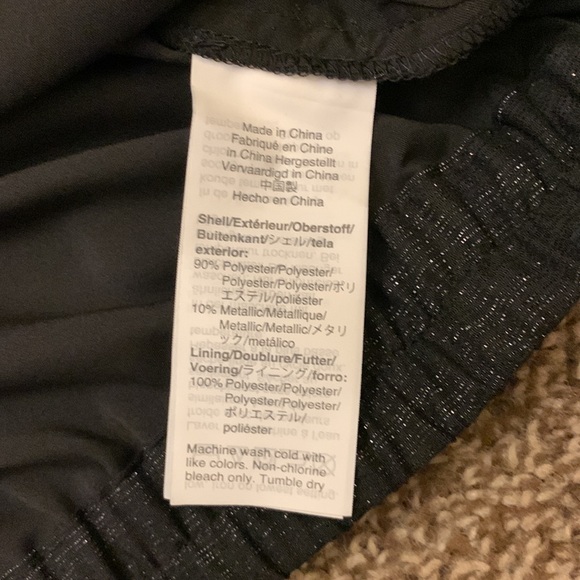 Made in China
Fabriqué en Chine
in China Hergestellt
Vervaardigd in China
中国製
Hecho en China
Shell/Extérieur/Oberstoff/
Buitenkant/シェル/tela
exterior:
90% Polyester/Polyester/
Polyester/Polyester/ポリ
エステル/poliéster
10% Metallic/Métallique/
Metallic/Metallic/メタリ
ック/metálico
Lining/Doublure/Futter/
Voering/ライニング/forro:
100% Polyester/Polyester/
Polyester/Polyester/
ポリエステル/
poliéster
Machine wash cold with
like colors. Non-chlorine
bleach only. Tumble dry